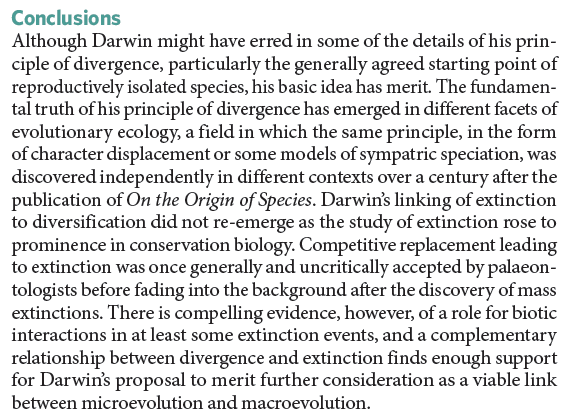 Conclusions
Although Darwin might have erred in some of the details of his prin-
ciple of divergence, particularly the generally agreed starting point of
reproductively isolated species, his basic idea has merit. The fundamen-
tal truth of his principle of divergence has emerged in different facets of
evolutionary ecology, a field in which the same principle, in the form
of character displacement or some models of sympatric speciation, was
discovered independently in different contexts over a century after the
publication of On the Origin of Species. Darwin's linking of extinction
to diversification did not re-emerge as the study of extinction rose to
prominence in conservation biology. Competitive replacement leading
to extinction was once generally and uncritically accepted by palaeon-
tologists before fading into the background after the discovery of mass
extinctions. There is compelling evidence, however, of a role for biotic
interactions in at least some extinction events, and a complementary
relationship between divergence and extinction finds enough support
for Darwin's proposal to merit further consideration as a viable link
between microevolution and macroevolution.